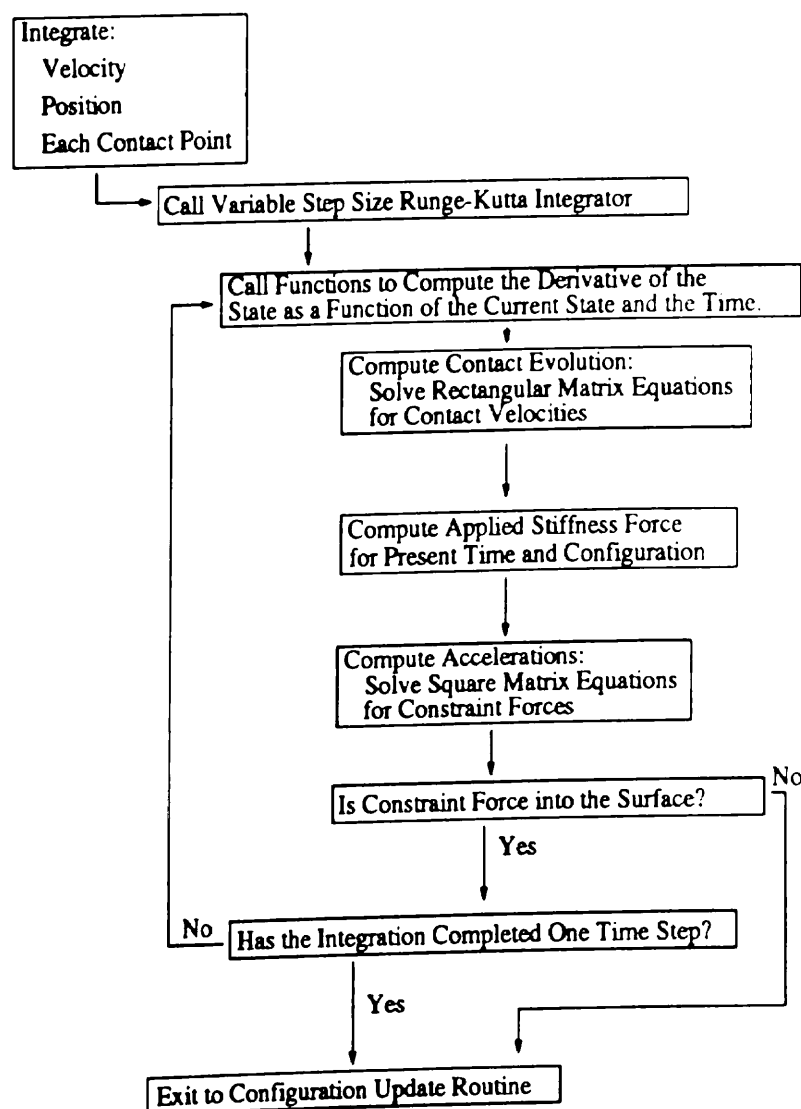 Integrate:
Velocity
Position
Each Contact Point
Call Variable Step Size Runge-Kutta Integrator
Call Functions to Compute the Derivative of the
State as a Function of the Current State and the Time.
Compute Contact Evolution:
Solve Rectangular Matrix Equations
for Contact Velocities
Compute Applied Stiffness Force
for Present Time and Configuration
Compute Accelerations:
Solve Square Matrix Equations
for Constraint Forces
No
Is Constraint Force into the Surface?
Yes
No
Has the Integration Completed One Time Step?
Yes
Exit to Configuration Update Routine